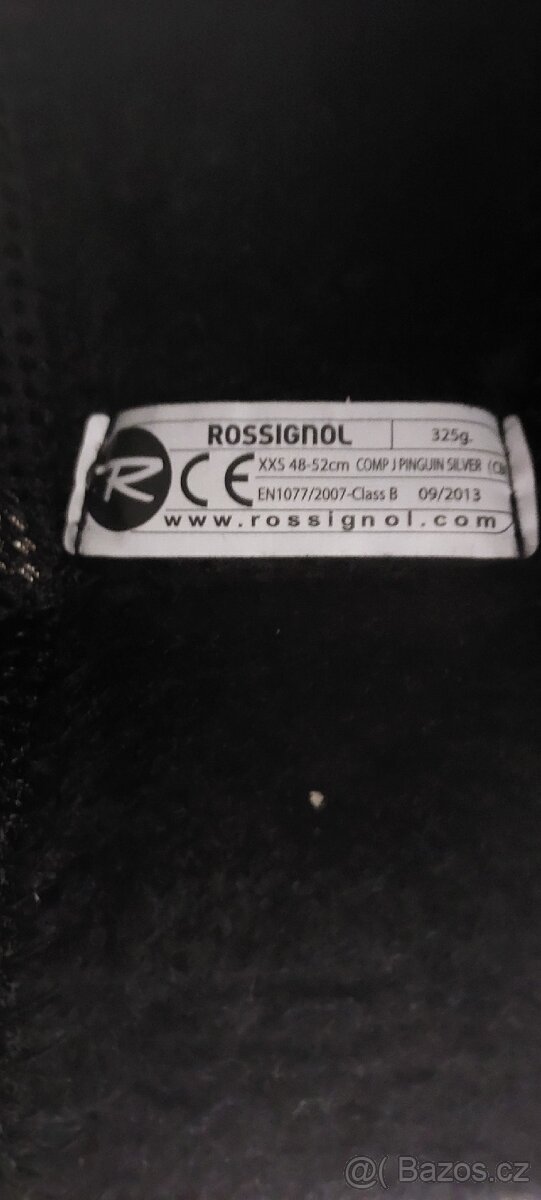 ROSSIGNOL 325g.
R CE XXS 48-52cm COMP J PINGUIN SILVER
EN1077/2007-Class B 09/2013
www.rossignol.com
@( Bazos.cz